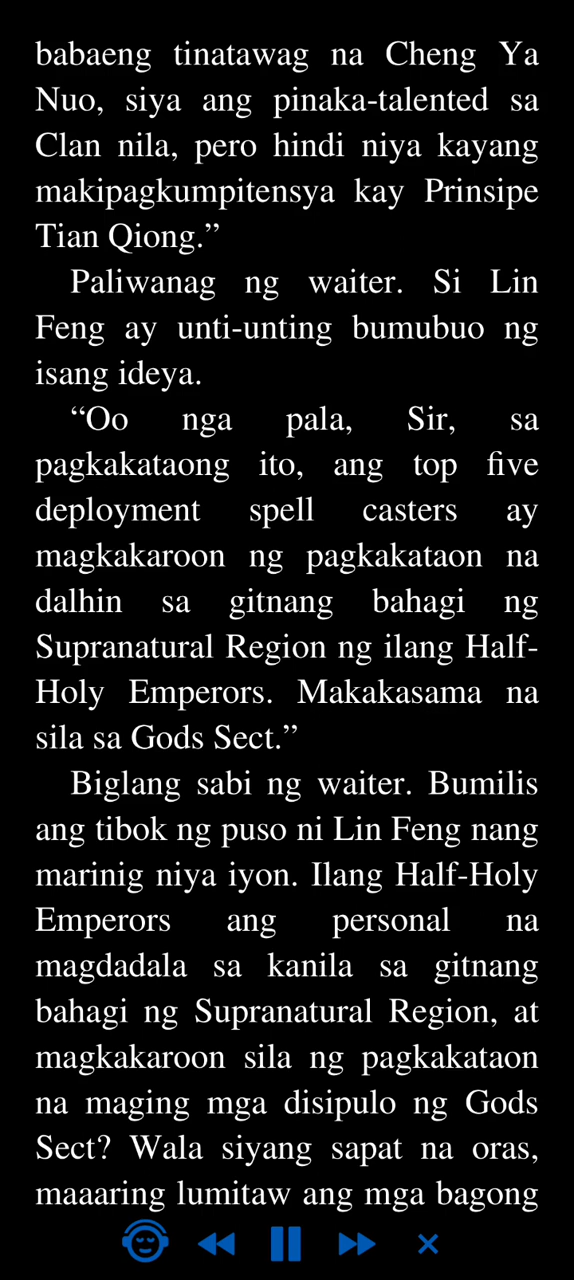 babaeng tinatawag na Cheng Ya
Nuo, siya ang pinaka-talented sa
Clan nila, pero hindi niya kayang
makipagkumpitensya kay Prinsipe
Tian Qiong.”
Paliwanag ng waiter. Si Lin
Feng ay unti-unting bumubuo ng
isang ideya.
“Oo nga pala, Sir, sa
pagkakataong ito, ang top five
deployment spell casters ay
magkakaroon ng pagkakataon na
dalhin sa gitnang bahagi ng
Supranatural Region ng ilang Half-
Holy Emperors. Makakasama na
sila sa Gods Sect.”
Biglang sabi ng waiter. Bumilis
ang tibok ng puso ni Lin Feng nang
marinig niya iyon. Ilang Half-Holy
Emperors ang personal na
magdadala sa kanila sa gitnang
bahagi ng Supranatural Region, at
magkakaroon sila ng pagkakataon
na maging mga disipulo ng Gods
Sect? Wala siyang sapat na oras,
maaaring lumitaw ang mga bagong